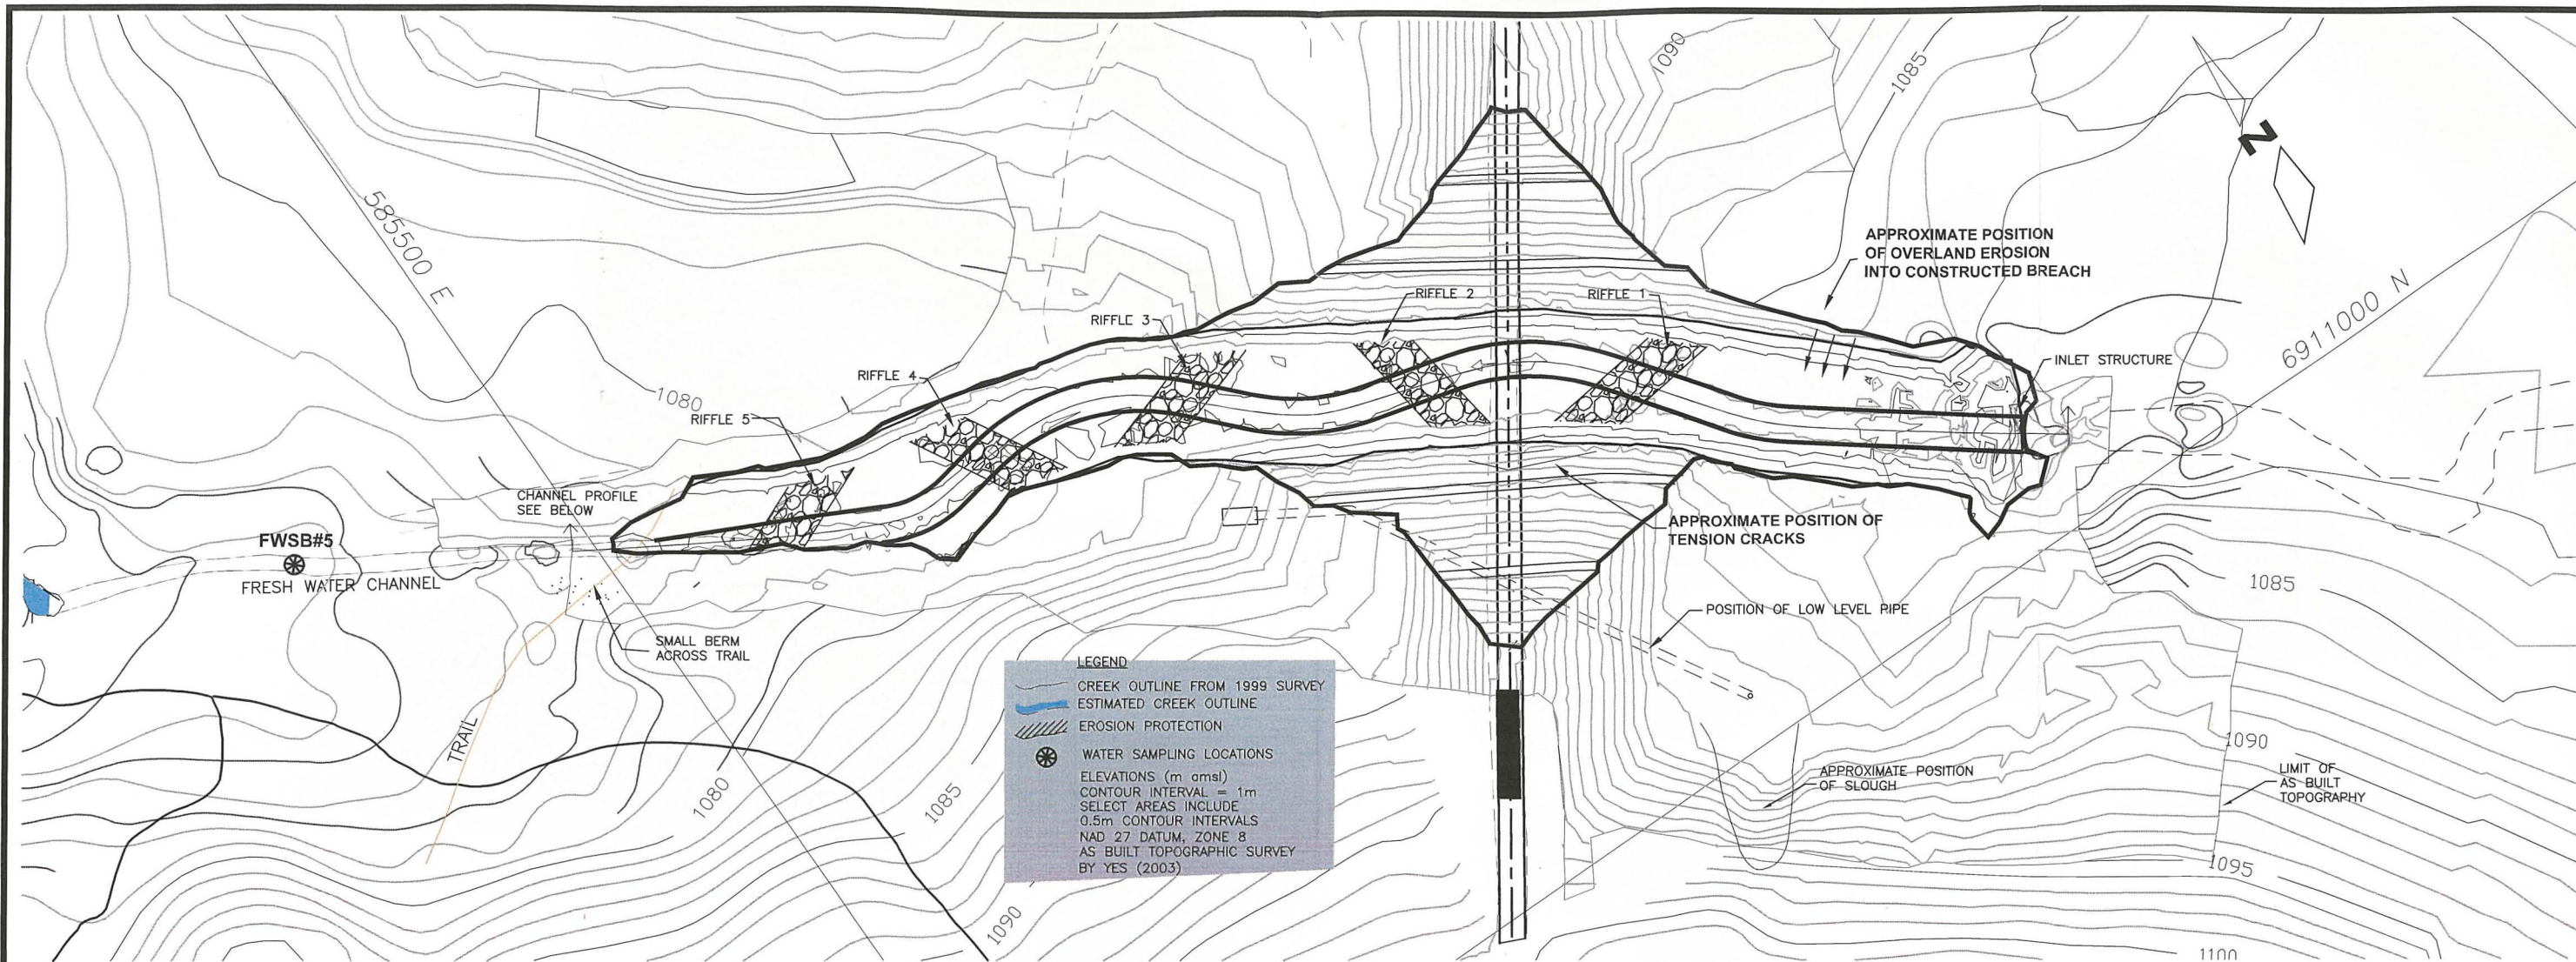 1090
1085
N
585500 E
APPROXIMATE POSITION
OF OVERLAND EROSION
INTO CONSTRUCTED BREACH
6911000 N
RIFFLE 2
RIFFLE 1
RIFFLE 3
INLET STRUCTURE
RIFFLE 4
1080
RIFFLE 5
CHANNEL PROFILE
SEE BELOW
APPROXIMATE POSITION OF
TENSION CRACKS
FWSB#5
FRESH WATER CHANNEL
1085
POSITION OF LOW LEVEL PIPE
SMALL BERM
ACROSS TRAIL
LEGEND
CREEK OUTLINE FROM 1999 SURVEY
ESTIMATED CREEK OUTLINE
EROSION PROTECTION
WATER SAMPLING LOCATIONS
ELEVATIONS (m amsl)
CONTOUR INTERVAL = 1m
SELECT AREAS INCLUDE
0.5m CONTOUR INTERVALS
NAD 27 DATUM, ZONE 8
AS BUILT TOPOGRAPHIC SURVEY
BY YES (2003)
TRAIL
1080
1085
1090
APPROXIMATE POSITION
OF SLOUGH
1090
LIMIT OF
AS BUILT
TOPOGRAPHY
1095
1100